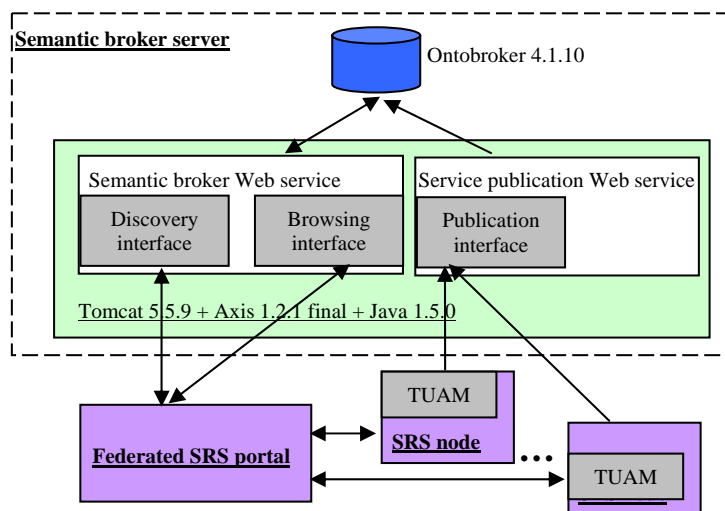 Semantic broker server
Ontobroker 4.1.10
Semantic broker Web service
Service publication Web service
Discovery
interface
Browsing
interface
Publication
interface
Tomcat 5.5.9 + Axis 1.2.1 final + Java 1.5.0
TUAM
SRS node
Federated SRS portal
...
TUAM